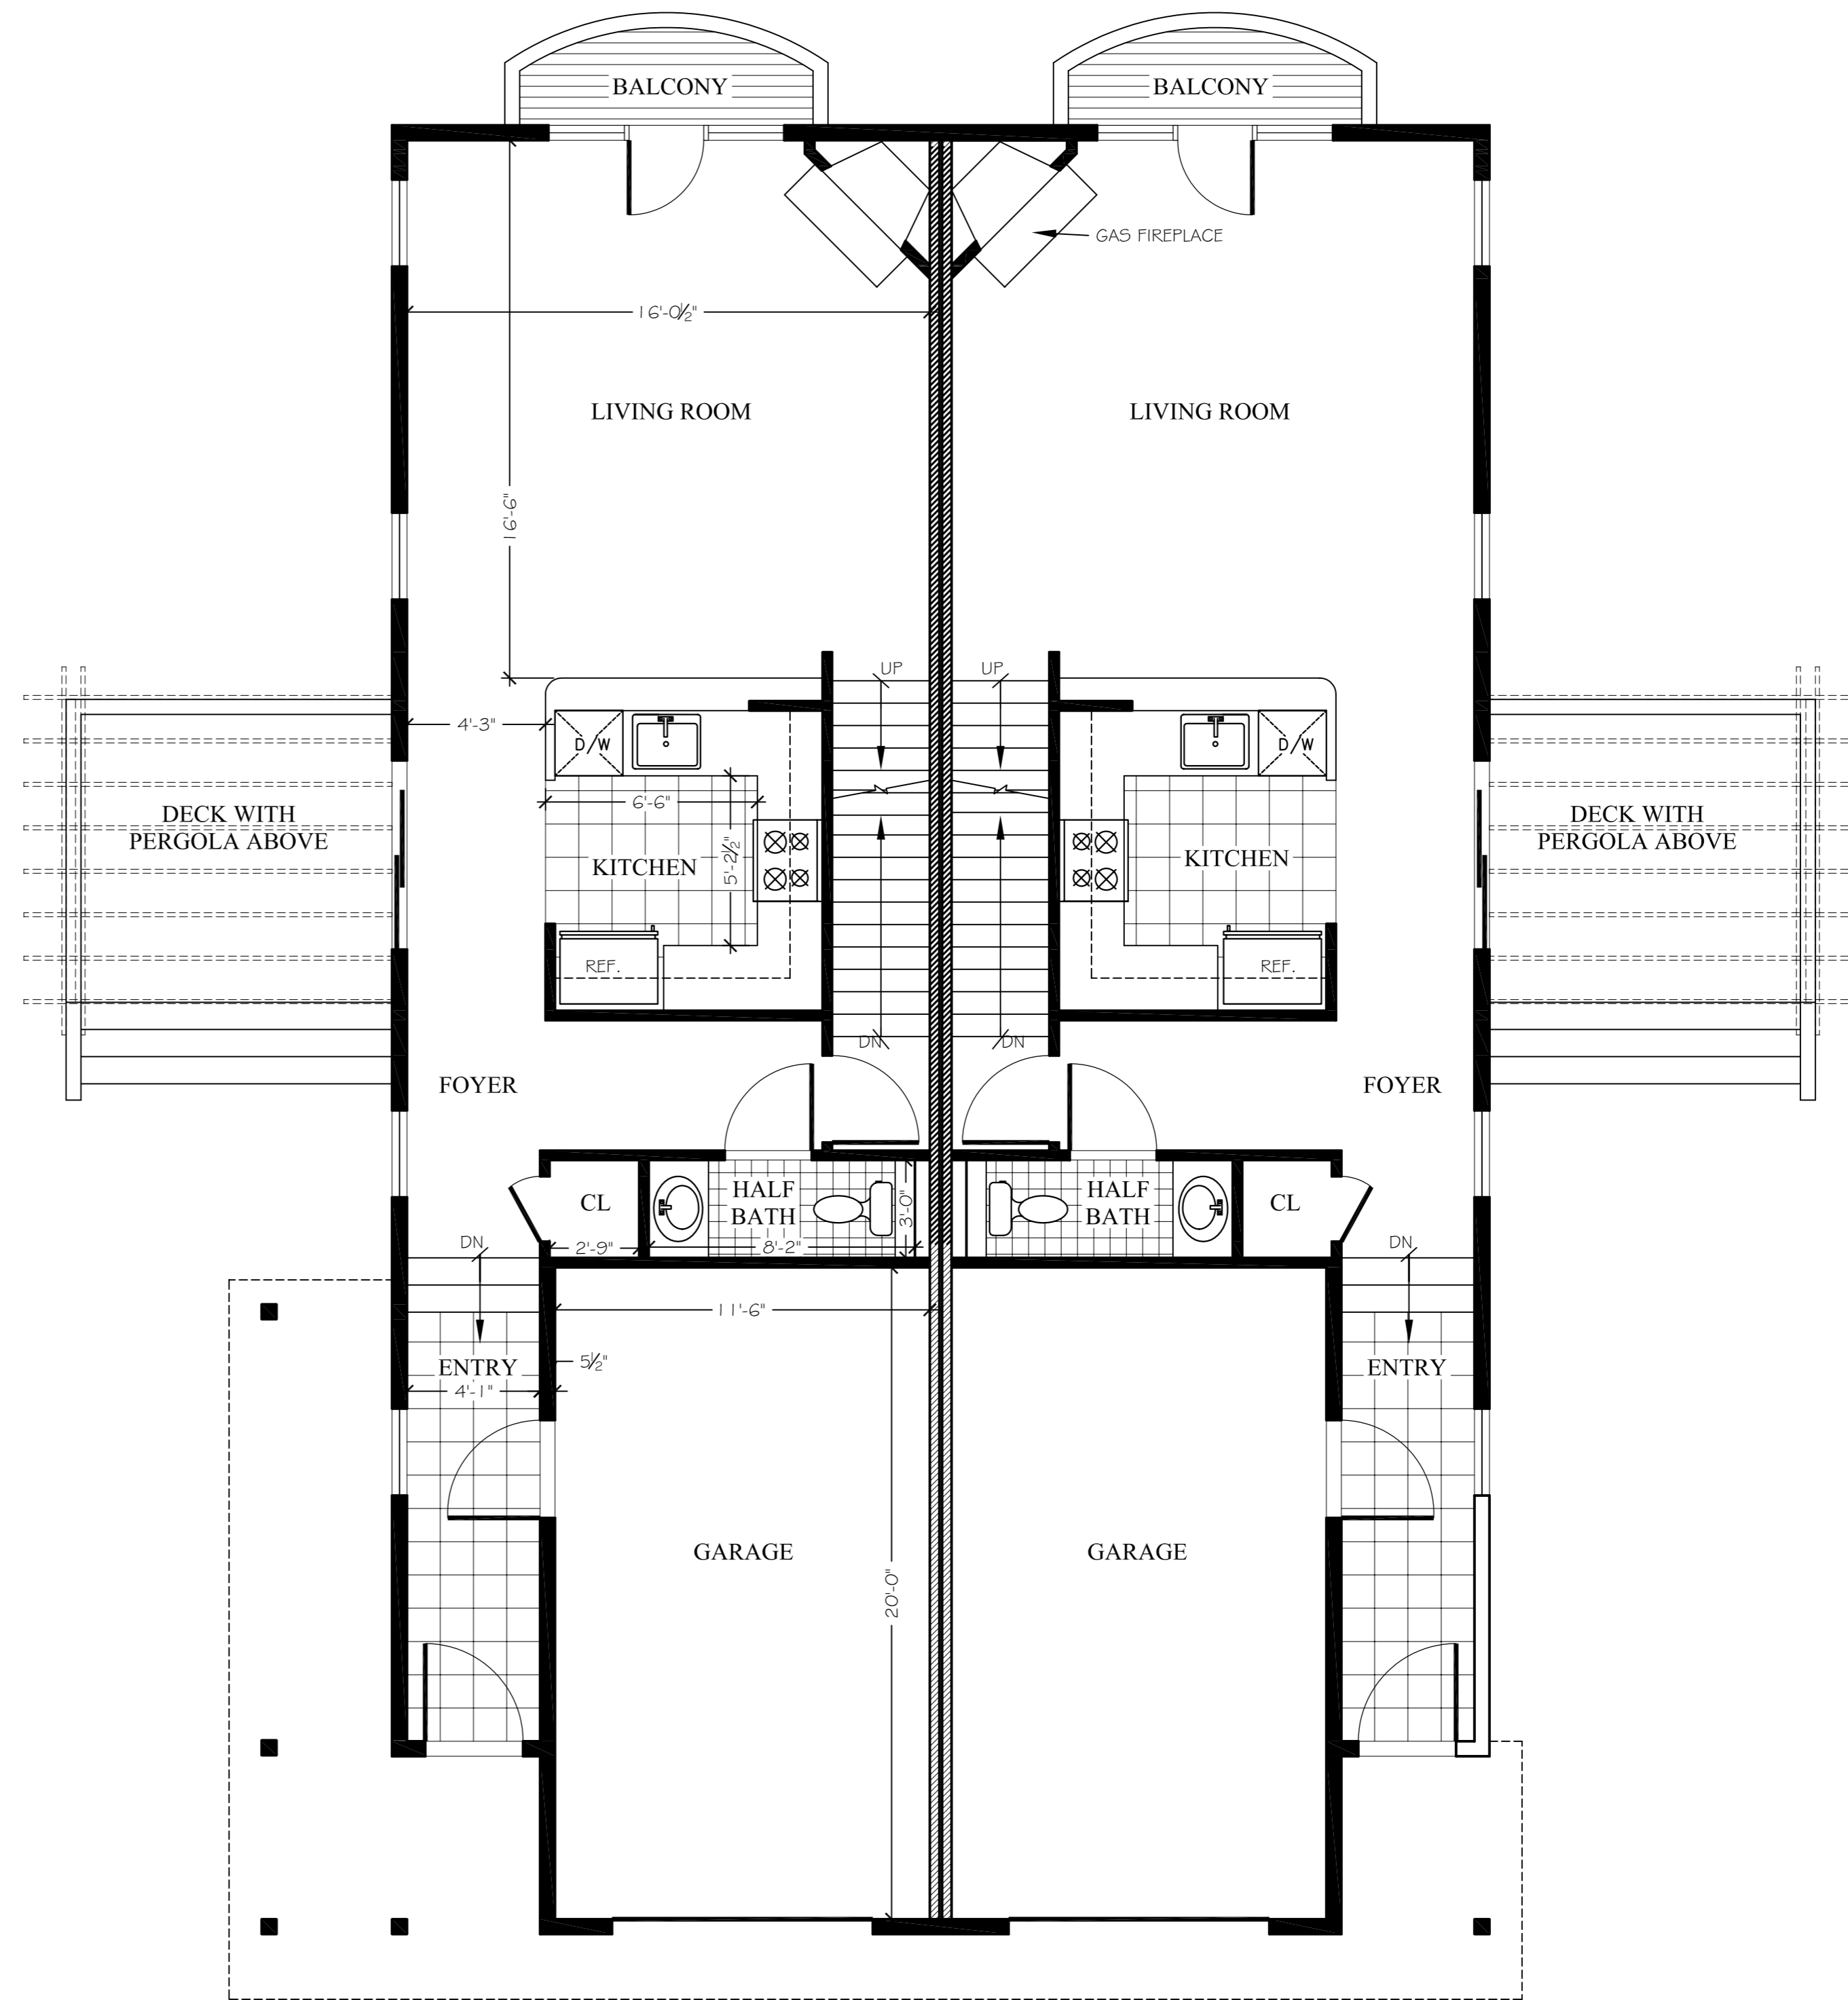 BALCONY
BALCONY
GAS FIREPLACE
16'-0½"
LIVING ROOM
LIVING ROOM
16'-6"
UP
UP
4'-3"
D/W
D/W
6'-6"
DECK WITH
PERGOLA ABOVE
DECK WITH
PERGOLA ABOVE
KITCHEN
5'-2½"
KITCHEN
REF.
REF.
DN
DN
FOYER
FOYER
CL
HALF
BATH
3'-0"
HALF
BATH
CL
2'-9"
8'-2"
DN
DN
11'-6"
5½"
ENTRY
4'-1"
ENTRY
GARAGE
GARAGE
20'-0"